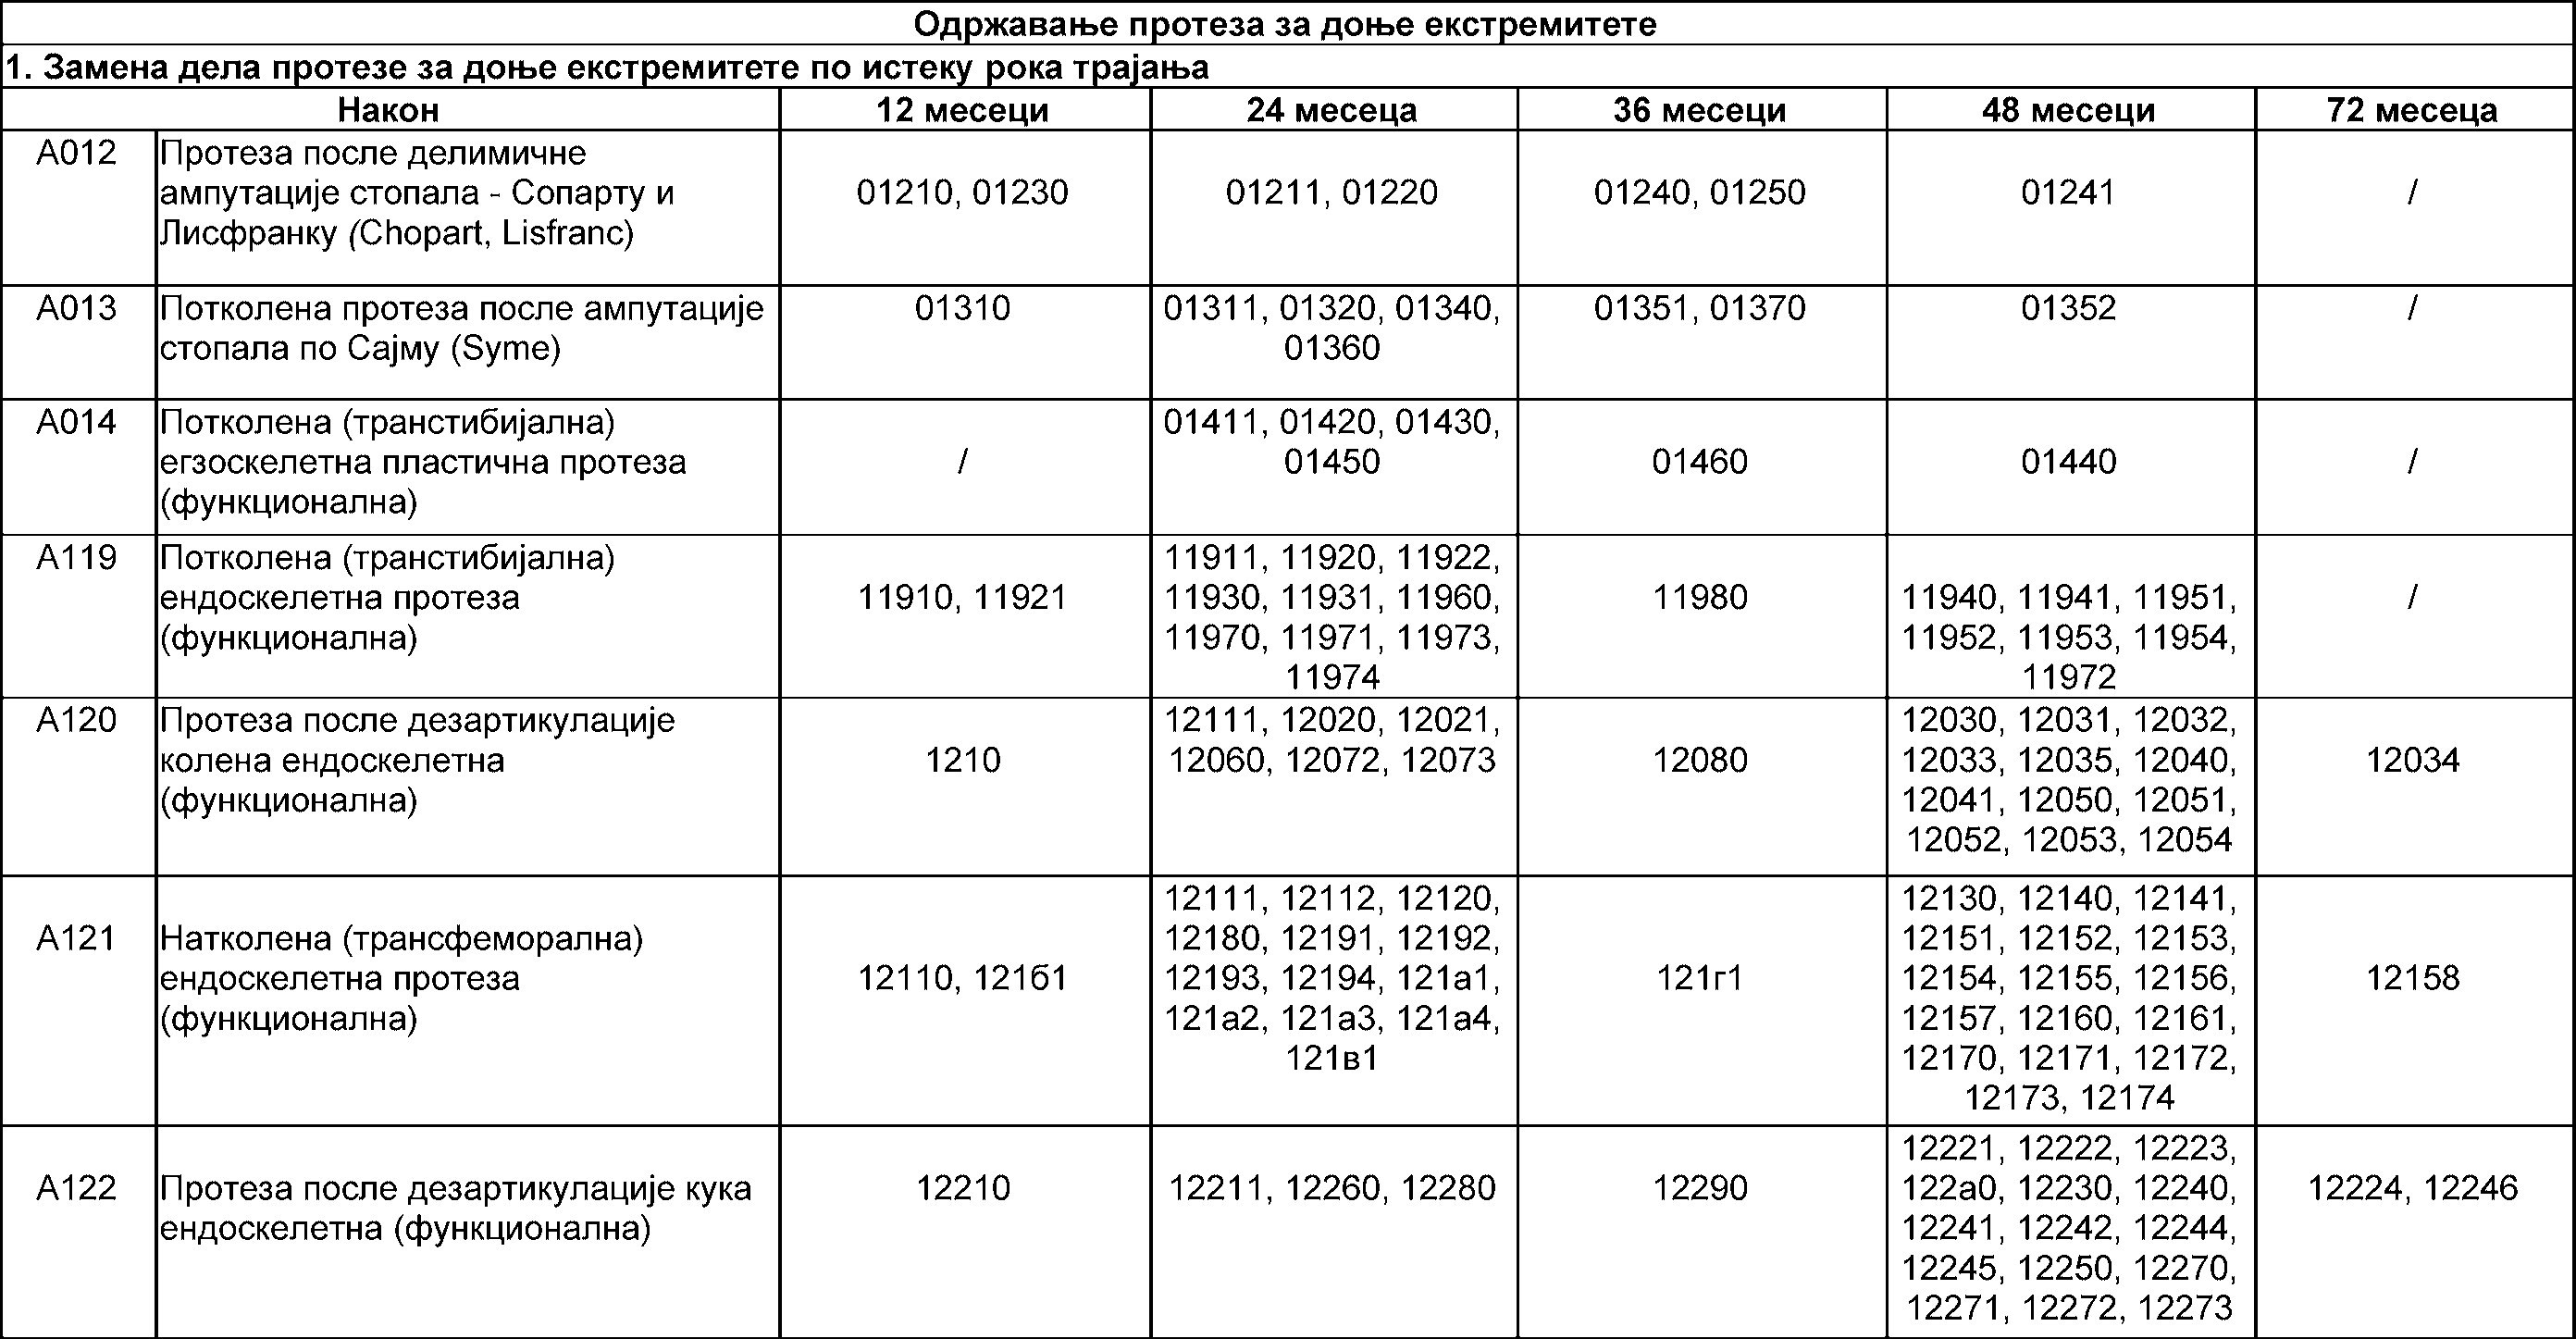 Одржавање протеза за доње екстремитете
1. Замена дела протезе за доње екстремитете по истеку рока трајања
Након 12 месеци 24 месеца 36 месеци 48 месеци 72 месеца
А012 Протеза после делимичне
ампутације стопала - Сопарту и 01210, 01230 01211, 01220 01240, 01250 01241 /
Лисфранку (Chopart, Lisfranc)
А013 Потколена протеза после ампутације 01310 01311, 01320, 01340, 01351, 01370 01352 /
стопала по Сајму (Syme) 01360
А014 Потколена (транстибијална) 01411, 01420, 01430,
егзоскелетна пластична протеза / 01450 01460 01440 /
(функционална)
А119 Потколена (транстибијална) 11911, 11920, 11922,
ендоскелетна протеза 11910, 11921 11930, 11931, 11960, 11980 11940, 11941, 11951, /
(функционална) 11970, 11971, 11973, 11952, 11953, 11954,
11974 11972
А120 Протеза после дезартикулације 12111, 12020, 12021, 12030, 12031, 12032,
колена ендоскелетна 1210 12060, 12072, 12073 12080 12033, 12035, 12040, 12034
(функционална) 12041, 12050, 12051,
12052, 12053, 12054
12111, 12112, 12120, 12130, 12140, 12141,
А121 Натколена (трансфеморална) 12180, 12191, 12192, 12151, 12152, 12153,
ендоскелетна протеза 12110, 121б1 12193, 12194, 121а1, 121г1 12154, 12155, 12156, 12158
(функционална) 121а2, 121а3, 121а4, 12157, 12160, 12161,
121в1 12170, 12171, 12172,
12173, 12174
12221, 12222, 12223,
А122 Протеза после дезартикулације кука 12210 12211, 12260, 12280 12290 122а0, 12230, 12240, 12224, 12246
ендоскелетна (функционална) 12241, 12242, 12244,
12245, 12250, 12270,
12271, 12272, 12273